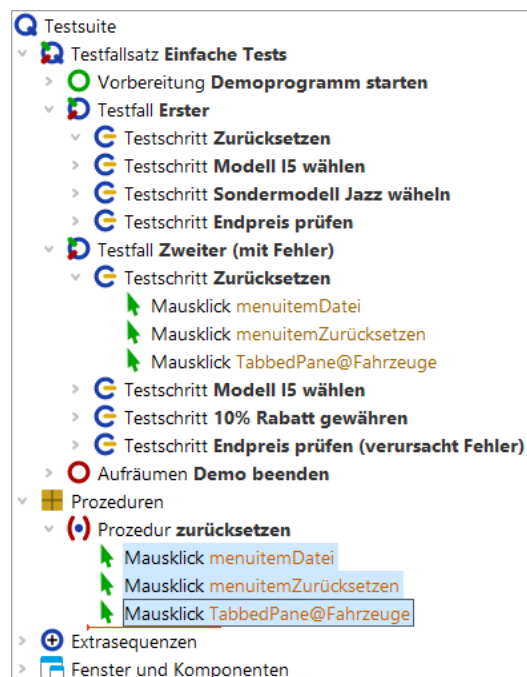 Testsuite
Testfallsatz Einfache Tests
Vorbereitung Demoprogramm starten
Testfall Erster
Testschritt Zurücksetzen
Testschritt Modell I5 wählen
Testschritt Sondermodell Jazz wäheln
Testschritt Endpreis prüfen
Testfall Zweiter (mit Fehler)
Testschritt Zurücksetzen
Mausklick menuitemDatei
Mausklick menuitemZurücksetzen
Mausklick TabbedPane@Fahrzeuge
Testschritt Modell I5 wählen
Testschritt 10% Rabatt gewähren
Testschritt Endpreis prüfen (verursacht Fehler)
Aufräumen Demo beenden
Prozeduren
Prozedur zurücksetzen
Mausklick menuitemDatei
Mausklick menuitemZurücksetzen
Mausklick TabbedPane@Fahrzeuge
Extrasequenzen
Fenster und Komponenten